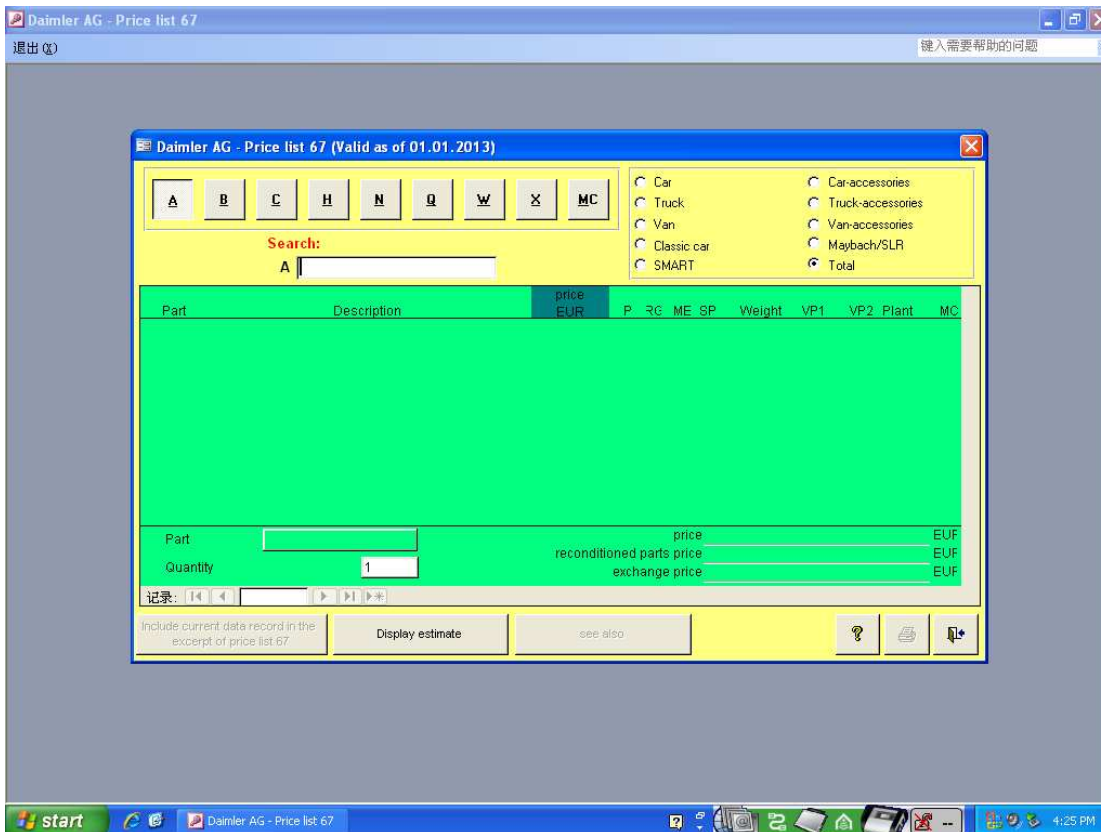 Daimler AG - Price list 67
退出(X)
键入需要帮助的问题
Daimler AG - Price list 67 (Valid as of 01.01.2013)
A B C H N Q W X MC
Car
Truck
Van
Classic car
SMART
Car-accessories
Truck-accessories
Van-accessories
Maybach/SLR
Total
Search:
A
Part Description price EUR P RG ME SP Weight VP1 VP2 Plant MC
Part
Quantity 1
price EUR
reconditioned parts price EUR
exchange price EUR
记录:
Include current data record in the
excerpt of price list 67
Display estimate
see also
?
start Daimler AG - Price list 67 4:25 PM